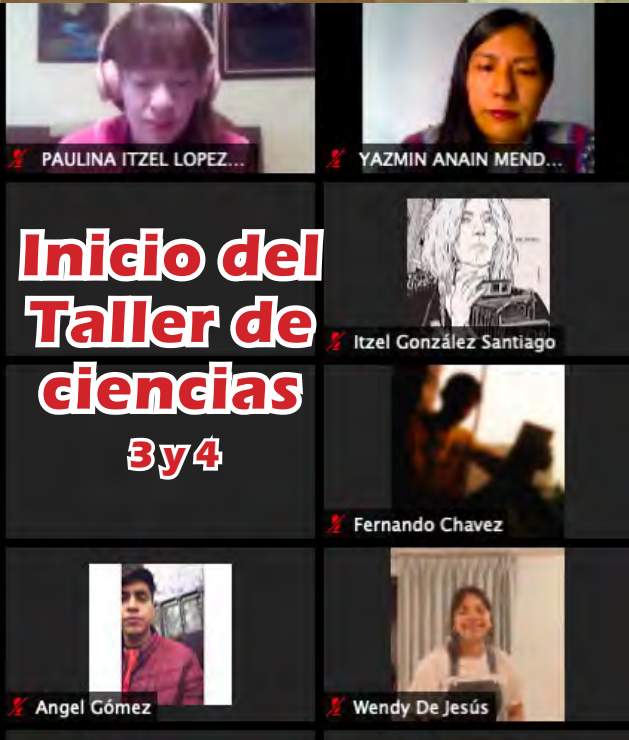 PAULINA ITZEL LOPEZ...
YAZMIN ANAIN MEND...
Inicio del
Taller de
ciencias
3 y 4
Itzel González Santiago
Fernando Chavez
Angel Gómez
Wendy De Jesús